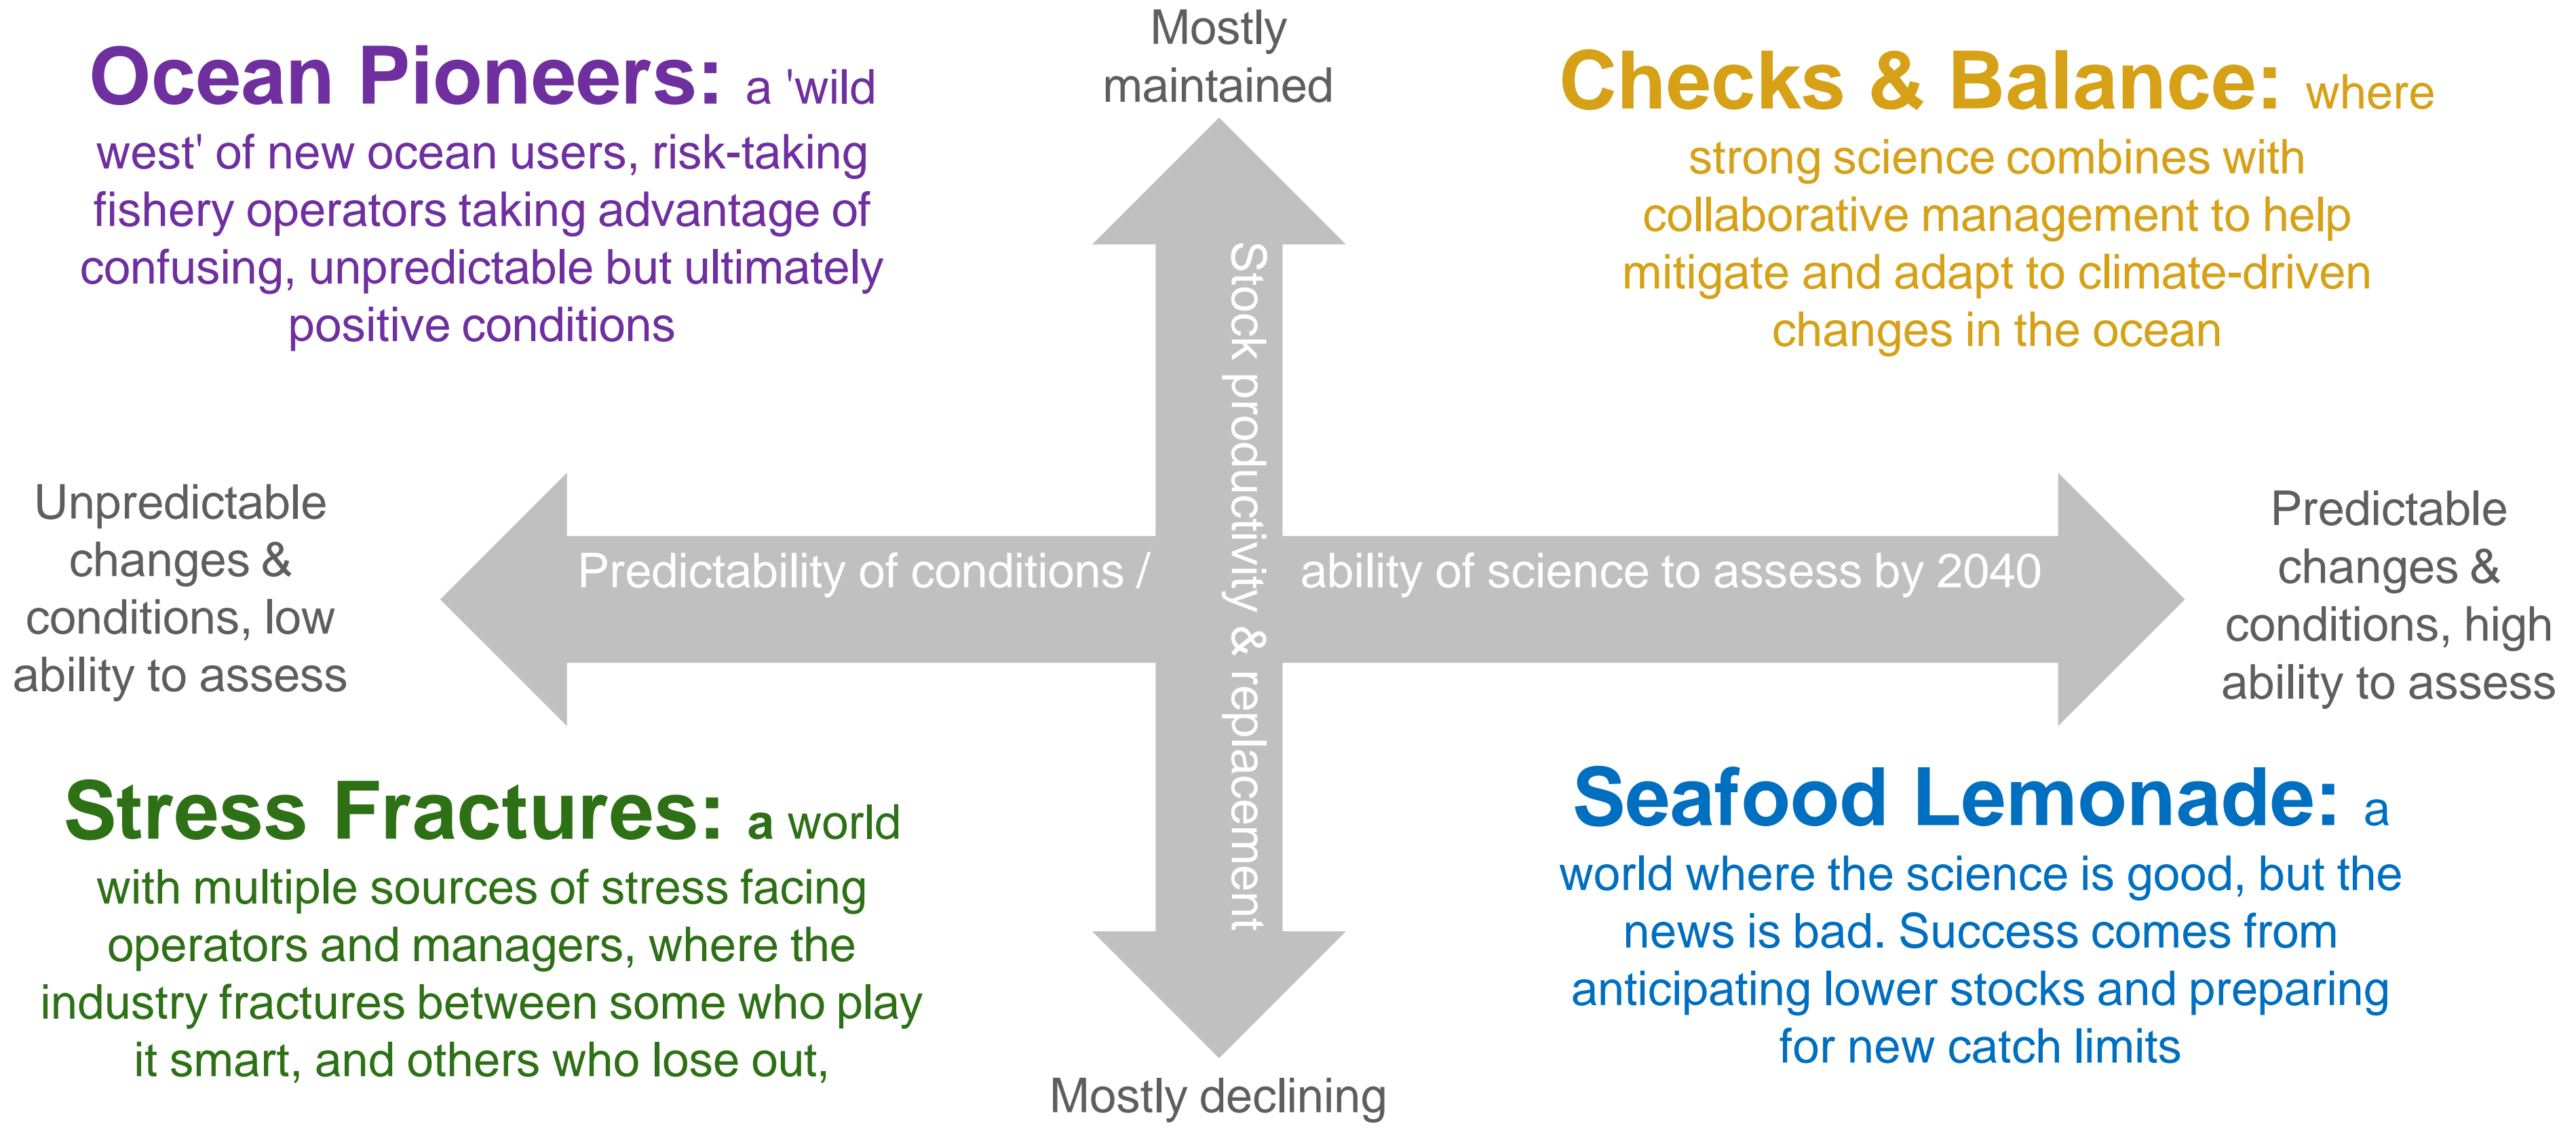 Mostly
maintained
Ocean Pioneers: a 'wild
west' of new ocean users, risk-taking
fishery operators taking advantage of
confusing, unpredictable but ultimately
positive conditions
Checks & Balance: where
strong science combines with
collaborative management to help
mitigate and adapt to climate-driven
changes in the ocean
Unpredictable
changes &
conditions, low
ability to assess
Predictability of conditions / ability of science to assess by 2040
Stock productivity & replacement
Predictable
changes &
conditions, high
ability to assess
Stress Fractures: a world
with multiple sources of stress facing
operators and managers, where the
industry fractures between some who play
it smart, and others who lose out,
Seafood Lemonade: a
world where the science is good, but the
news is bad. Success comes from
anticipating lower stocks and preparing
for new catch limits
Mostly declining